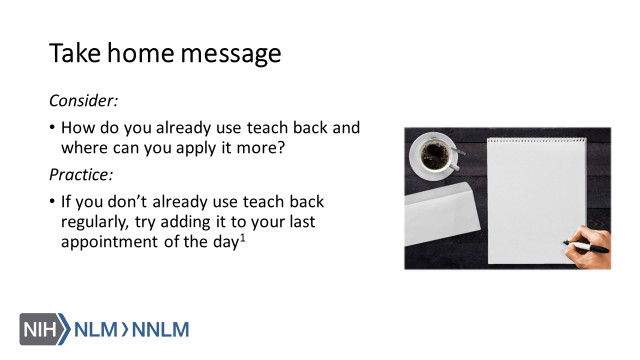 Take home message
Consider:
• How do you already use teach back and
where can you apply it more?
Practice:
• If you don’t already use teach back
regularly, try adding it to your last
appointment of the day¹
NIH NLM NNLM